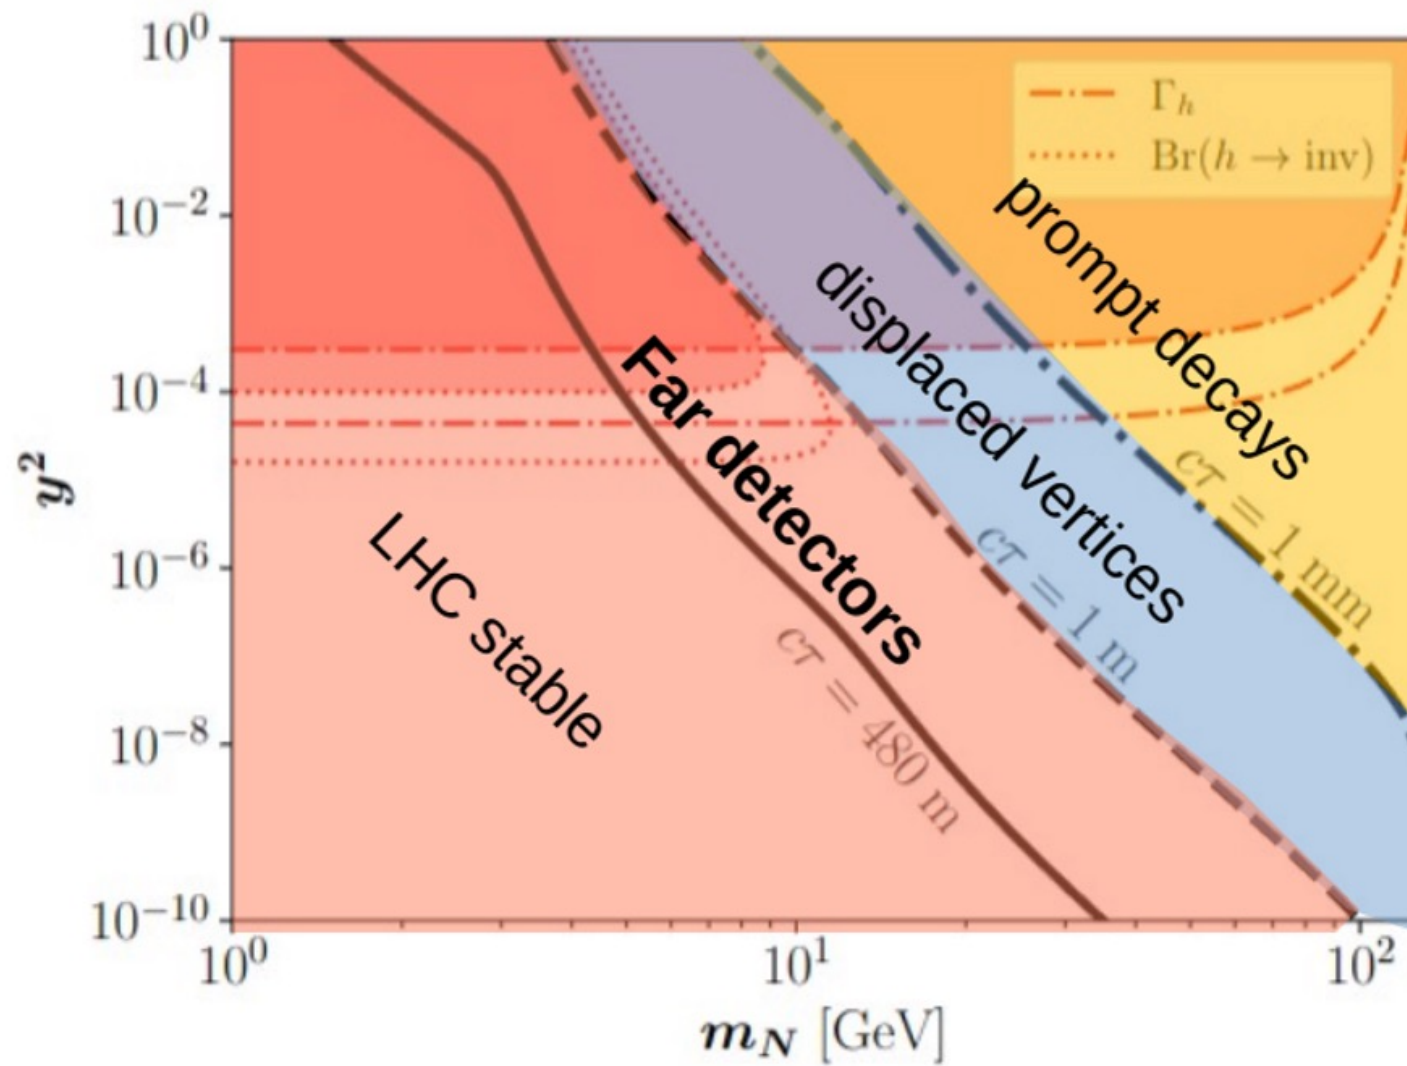 10⁰
10⁻²
10⁻⁴
10⁻⁶
10⁻⁸
10⁻¹⁰
y²
Γₕ
Br(h → inv)
prompt decays
displaced vertices
Far detectors
LHC stable
cτ = 1 mm
cτ = 1 m
cτ = 480 m
10⁰
10¹
10²
m_N [GeV]